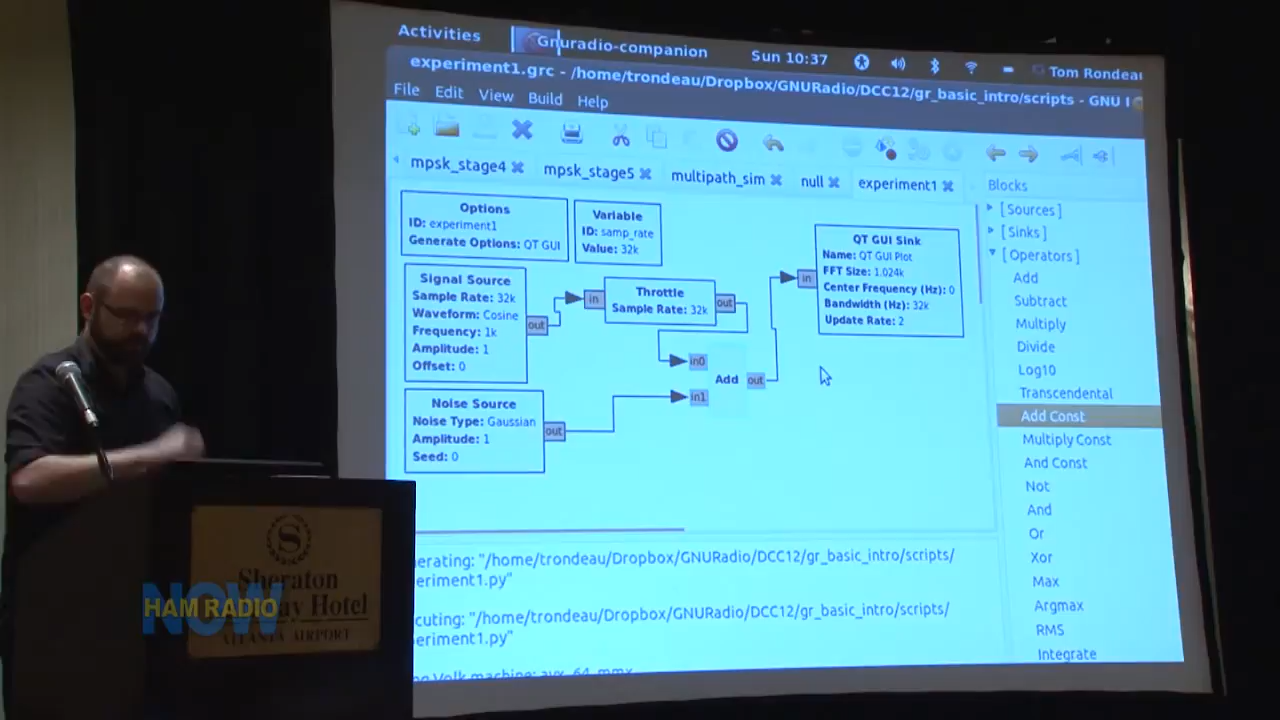 Activities
Gnuradio-companion
Sun 10:37
Tom Rondeau
experiment1.grc - /home/trondeau/Dropbox/GNURadio/DCC12/gr_basic_intro/scripts - GNU
File Edit View Build Help
mpsk_stage4
mpsk_stage5
multipath_sim
null
experiment1
Options
ID: experiment1
Generate Options: QT GUI
Variable
ID: samp_rate
Value: 32k
Signal Source
Sample Rate: 32k
Waveform: Cosine
Frequency: 1k
Amplitude: 1
Offset: 0
out
in
Throttle
Sample Rate: 32k
out
in0
in1
Add
out
Noise Source
Noise Type: Gaussian
Amplitude: 1
Seed: 0
out
in
QT GUI Sink
Name: QT GUI Plot
FFT Size: 1.024k
Center Frequency (Hz): 0
Bandwidth (Hz): 32k
Update Rate: 2
Blocks
[Sources]
[Sinks]
[Operators]
Add
Subtract
Multiply
Divide
Log10
Transcendental
Add Const
Multiply Const
And Const
Not
And
Or
Xor
Max
Argmax
RMS
Integrate
erating: "/home/trondeau/Dropbox/GNURadio/DCC12/gr_basic_intro/scripts/
eriment1.py"
cuting: "/home/trondeau/Dropbox/GNURadio/DCC12/gr_basic_intro/scripts/
eriment1.py"
Volk machine: avx_64_mmx
S
Sheraton
ay Hotel
ATLANTA AIRPORT
NOW
HAM RADIO